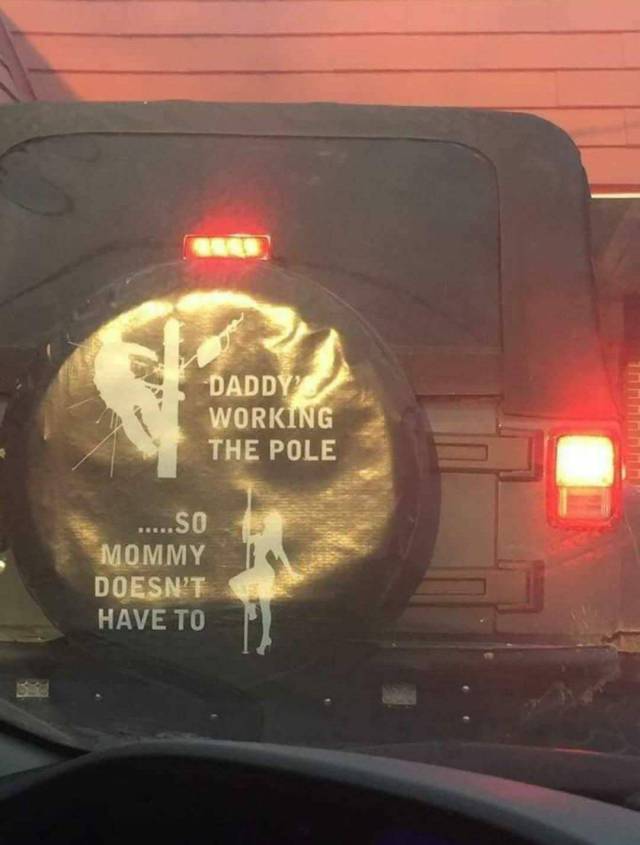 DADDY'S
WORKING
THE POLE
.....SO
MOMMY
DOESN'T
HAVE TO